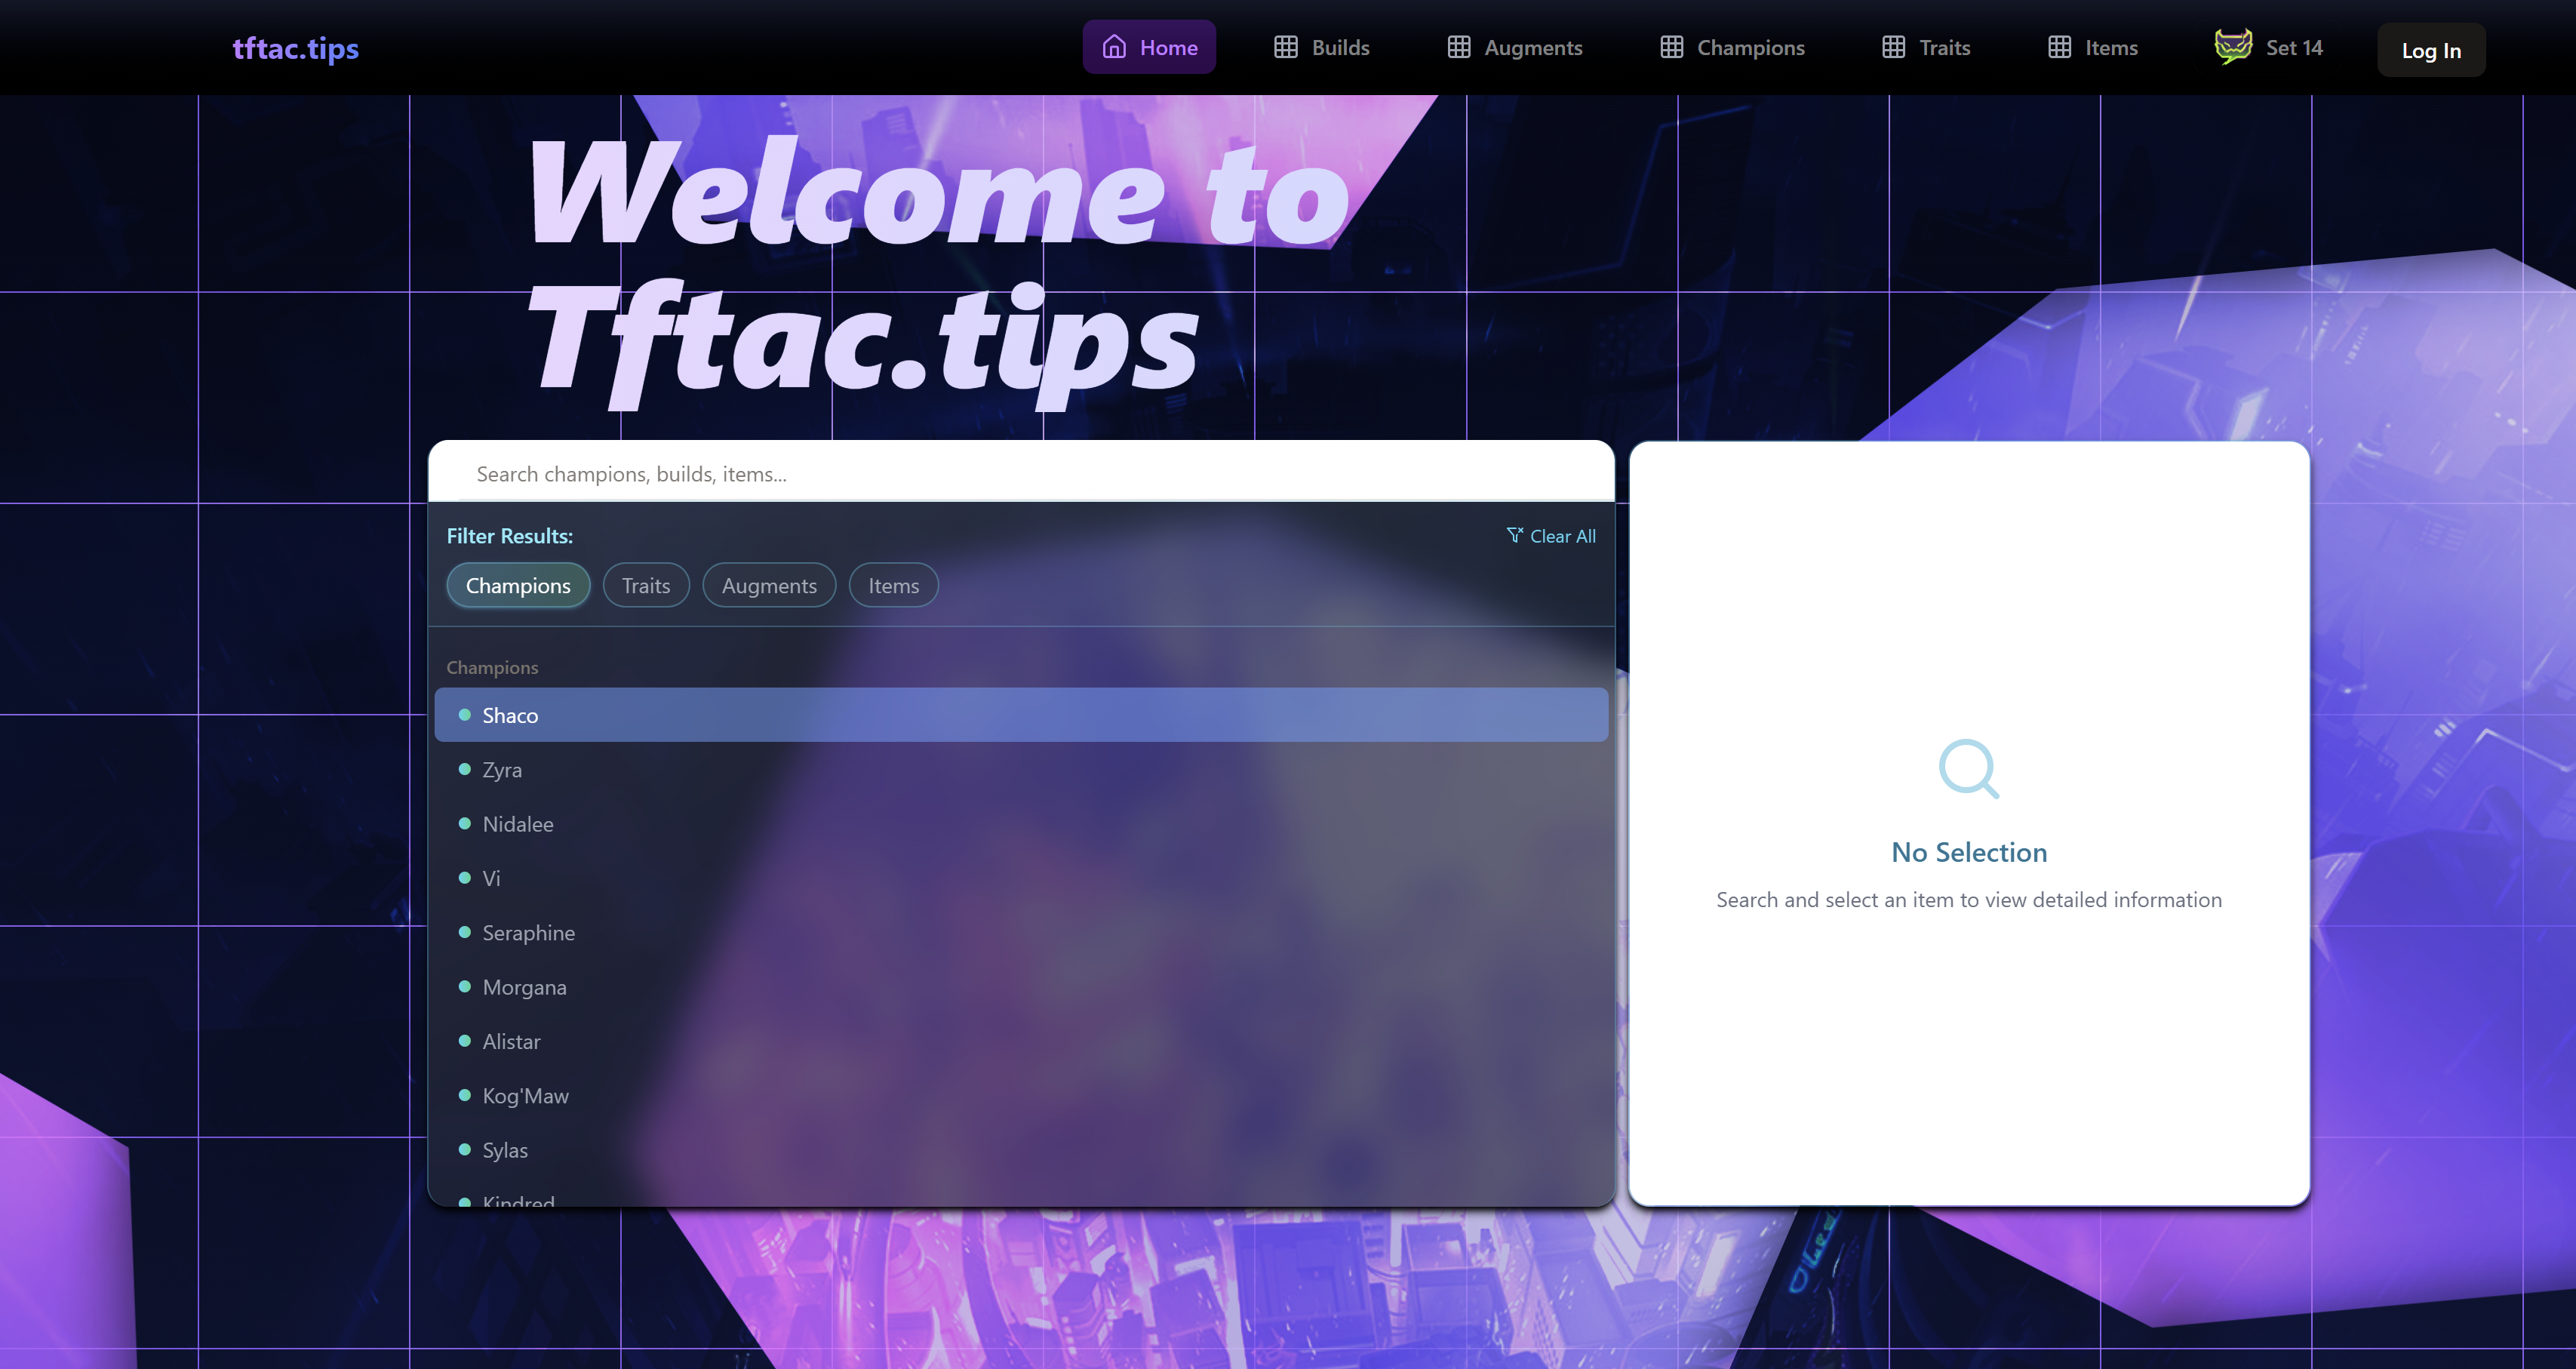 tftac.tips
Home
Builds
Augments
Champions
Traits
Items
Set 14
Log In
Welcome to
Tftac.tips
Search champions, builds, items...
Filter Results:
Clear All
Champions
Traits
Augments
Items
Champions
Shaco
Zyra
Nidalee
Vi
Seraphine
Morgana
Alistar
Kog'Maw
Sylas
Kindred
No Selection
Search and select an item to view detailed information